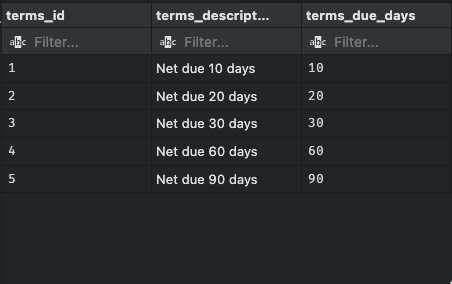 terms_id terms_descript... terms_due_days
abc Filter... abc Filter... abc Filter...
1 Net due 10 days 10
2 Net due 20 days 20
3 Net due 30 days 30
4 Net due 60 days 60
5 Net due 90 days 90